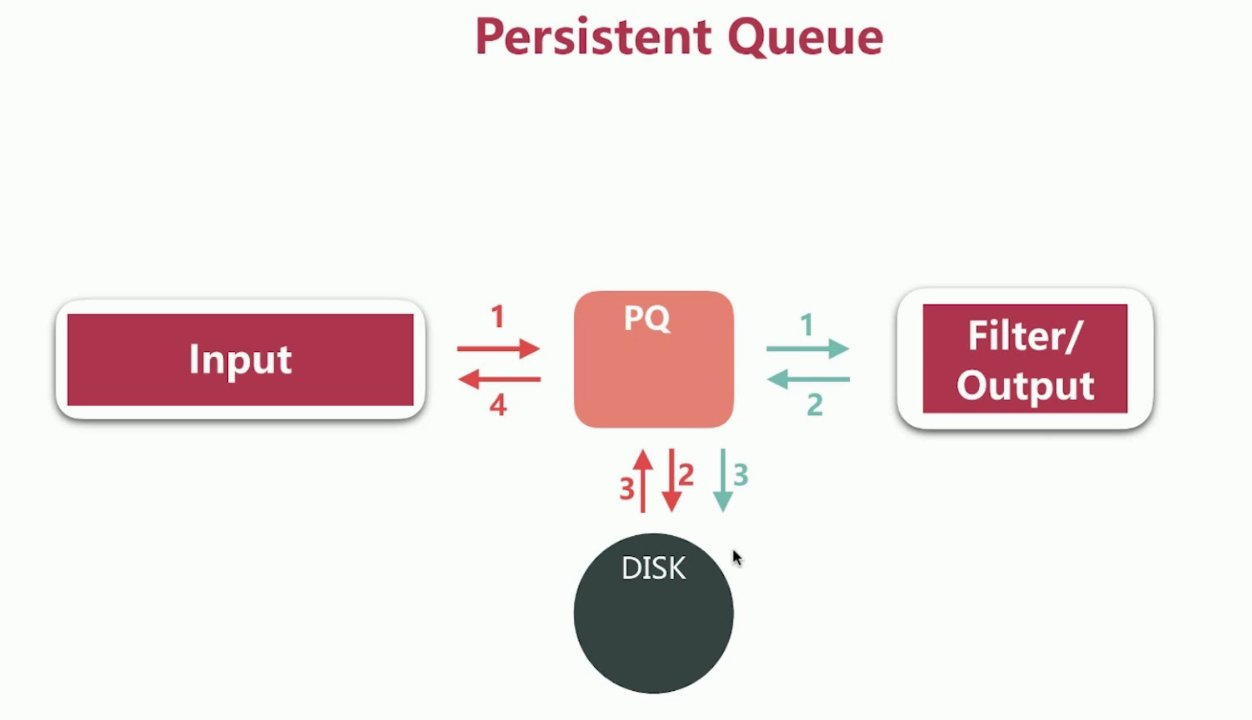 Persistent Queue
Input
1
4
PQ
1
2
Filter/
Output
3
2
3
DISK